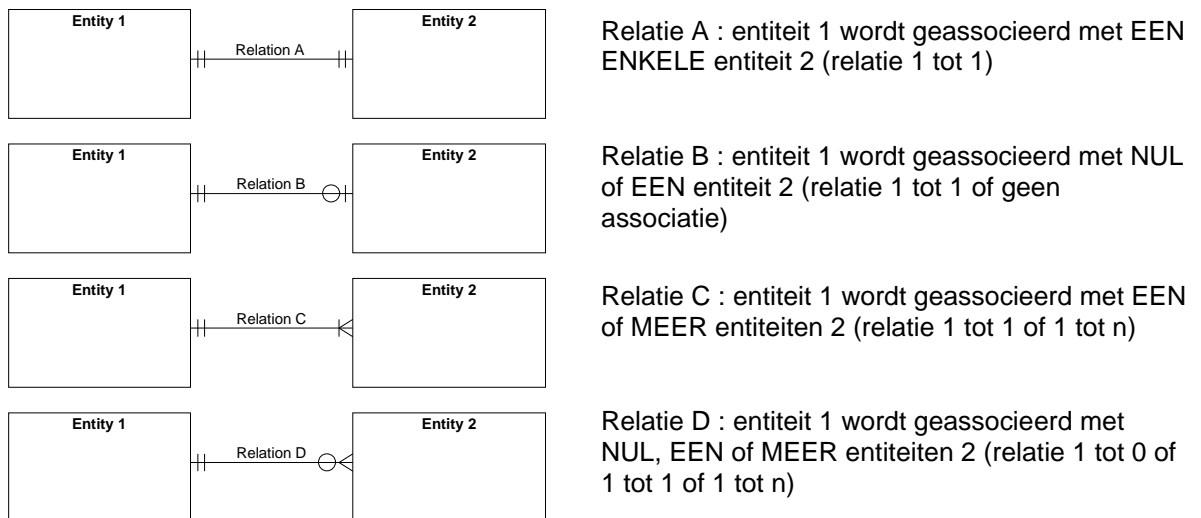 Entity 1
Entity 2
Relation A
Relatie A : entiteit 1 wordt geassocieerd met EEN
ENKELE entiteit 2 (relatie 1 tot 1)
Entity 1
Entity 2
Relation B
Relatie B : entiteit 1 wordt geassocieerd met NUL
of EEN entiteit 2 (relatie 1 tot 1 of geen
associatie)
Entity 1
Entity 2
Relation C
Relatie C : entiteit 1 wordt geassocieerd met EEN
of MEER entiteiten 2 (relatie 1 tot 1 of 1 tot n)
Entity 1
Entity 2
Relation D
Relatie D : entiteit 1 wordt geassocieerd met
NUL, EEN of MEER entiteiten 2 (relatie 1 tot 0 of
1 tot 1 of 1 tot n)